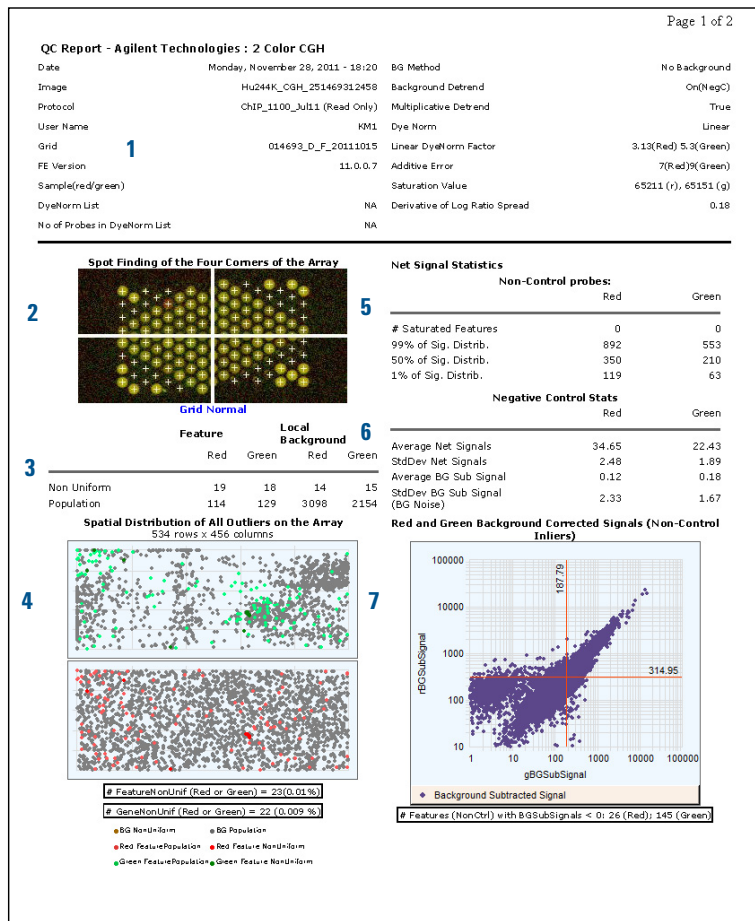 Page 1 of 2
QC Report - Agilent Technologies : 2 Color CGH
Date Monday, November 28, 2011 - 18:20 BG Method No Background
Image Hu244K_CGH_251469312458 Background Detrend On(NegC)
Protocol ChIP_1100_Jul11 (Read Only) Multiplicative Detrend True
User Name KM1 Dye Norm Linear
Grid 014693_D_F_20111015 Linear DyeNorm Factor 3.13(Red) 5.3(Green)
1
FE Version 11.0.0.7 Additive Error 7(Red)9(Green)
Sample(red/green) Saturation Value 65211 (r), 65151 (g)
DyeNorm List NA Derivative of Log Ratio Spread 0.18
No of Probes in DyeNorm List NA
Spot Finding of the Four Corners of the Array
2
Grid Normal
3
Feature Local Background
Red Green Red Green
Non Uniform 19 18 14 15
Population 114 129 3098 2154
Spatial Distribution of All Outliers on the Array
534 rows x 456 columns
4
# FeatureNonUnif (Red or Green) = 23(0.01%)
# GeneNonUnif (Red or Green) = 22 (0.009 %)
BG NonUniform BG Population
Red FeaturePopulation Red Feature NonUniform
Green FeaturePopulation Green Feature NonUniform
Net Signal Statistics
5
Non-Control probes:
Red Green
# Saturated Features 0 0
99% of Sig. Distrib. 892 553
50% of Sig. Distrib. 350 210
1% of Sig. Distrib. 119 63
6
Negative Control Stats
Red Green
Average Net Signals 34.65 22.43
StdDev Net Signals 2.48 1.89
Average BG Sub Signal 0.12 0.18
StdDev BG Sub Signal (BG Noise) 2.33 1.67
Red and Green Background Corrected Signals (Non-Control Inliers)
7
100000
10000
1000
100
10
rBGSubSignal
187.79
314.95
1 10 100 1000 10000 100000
gBGSubSignal
Background Subtracted Signal
# Features (NonCtrl) with BGSubSignals < 0: 26 (Red); 145 (Green)